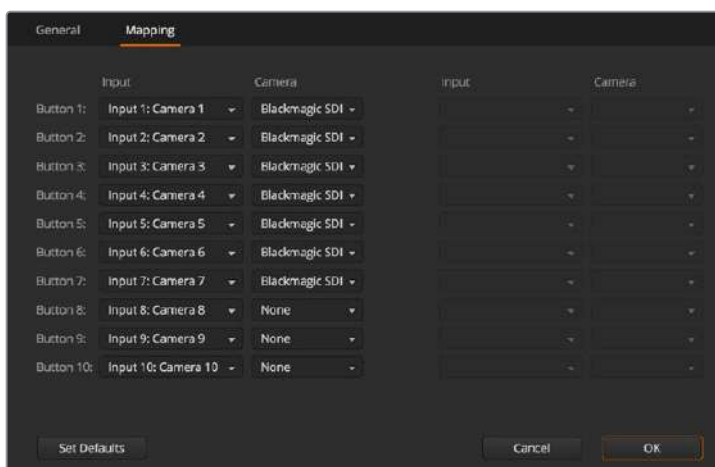 General Mapping
Input Camera Input Camera
Button 1: Input 1: Camera 1 Blackmagic SDI
Button 2: Input 2: Camera 2 Blackmagic SDI
Button 3: Input 3: Camera 3 Blackmagic SDI
Button 4: Input 4: Camera 4 Blackmagic SDI
Button 5: Input 5: Camera 5 Blackmagic SDI
Button 6: Input 6: Camera 6 Blackmagic SDI
Button 7: Input 7: Camera 7 Blackmagic SDI
Button 8: Input 8: Camera 8 None
Button 9: Input 9: Camera 9 None
Button 10: Input 10: Camera 10 None
Set Defaults Cancel OK